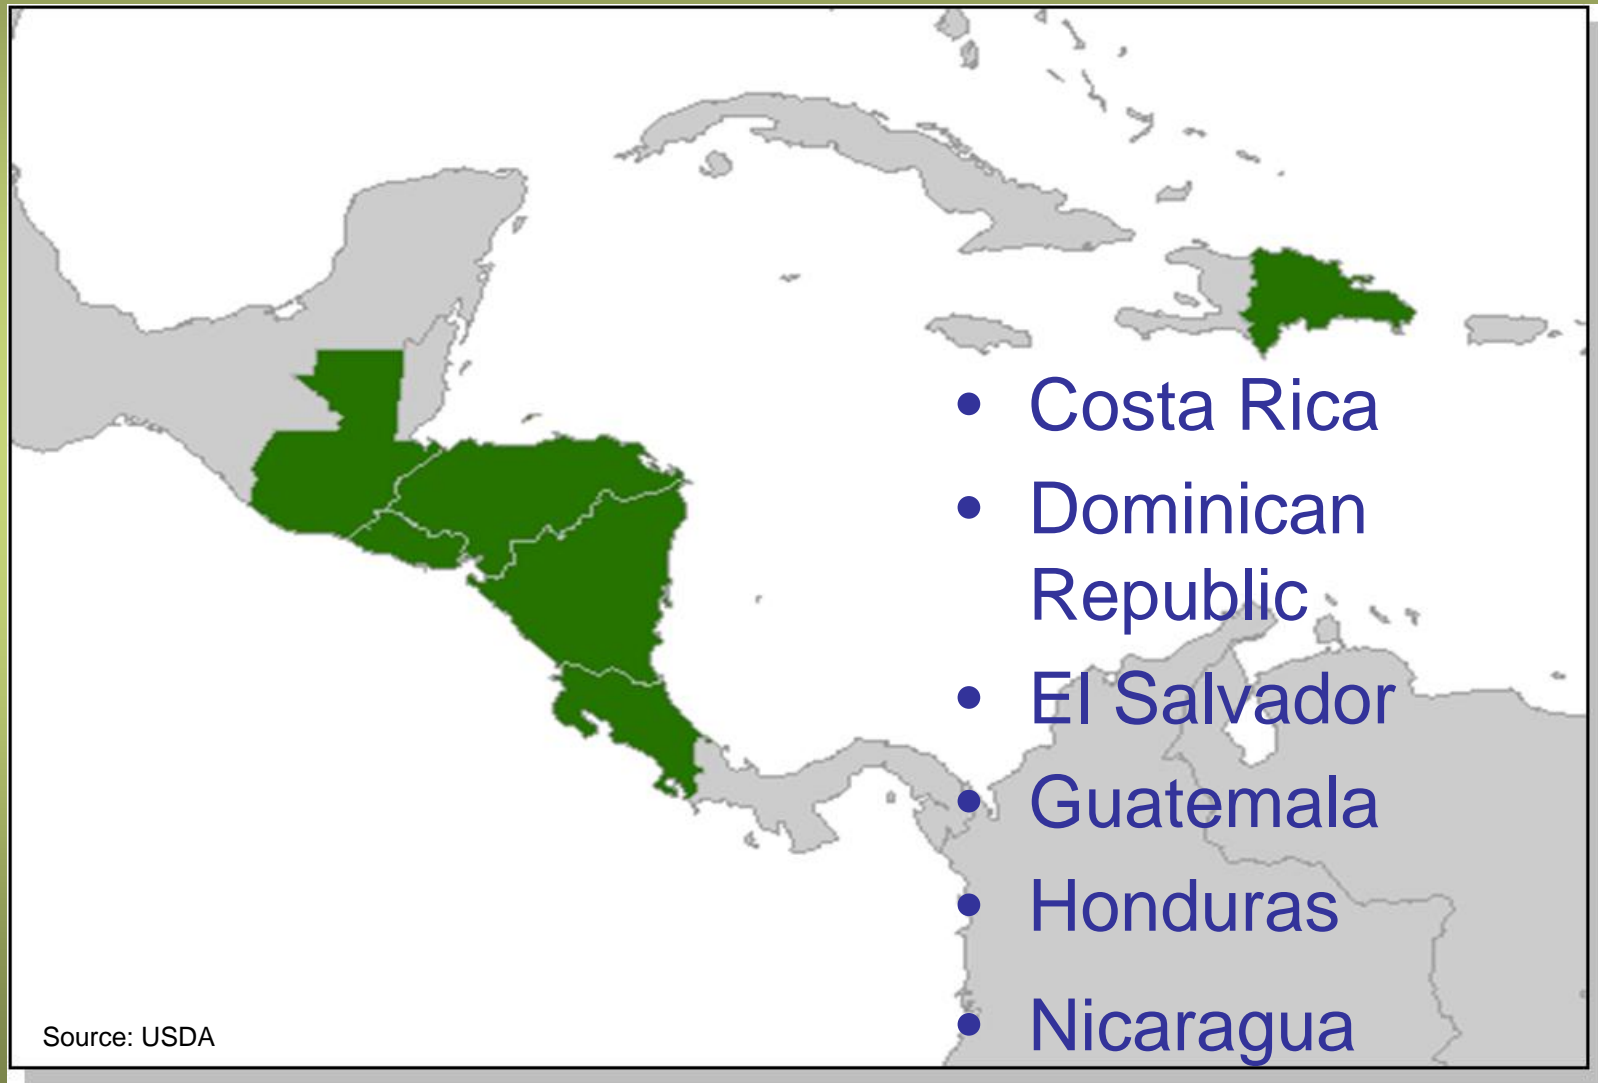 • Costa Rica
• Dominican
Republic
• El Salvador
• Guatemala
• Honduras
• Nicaragua
Source: USDA